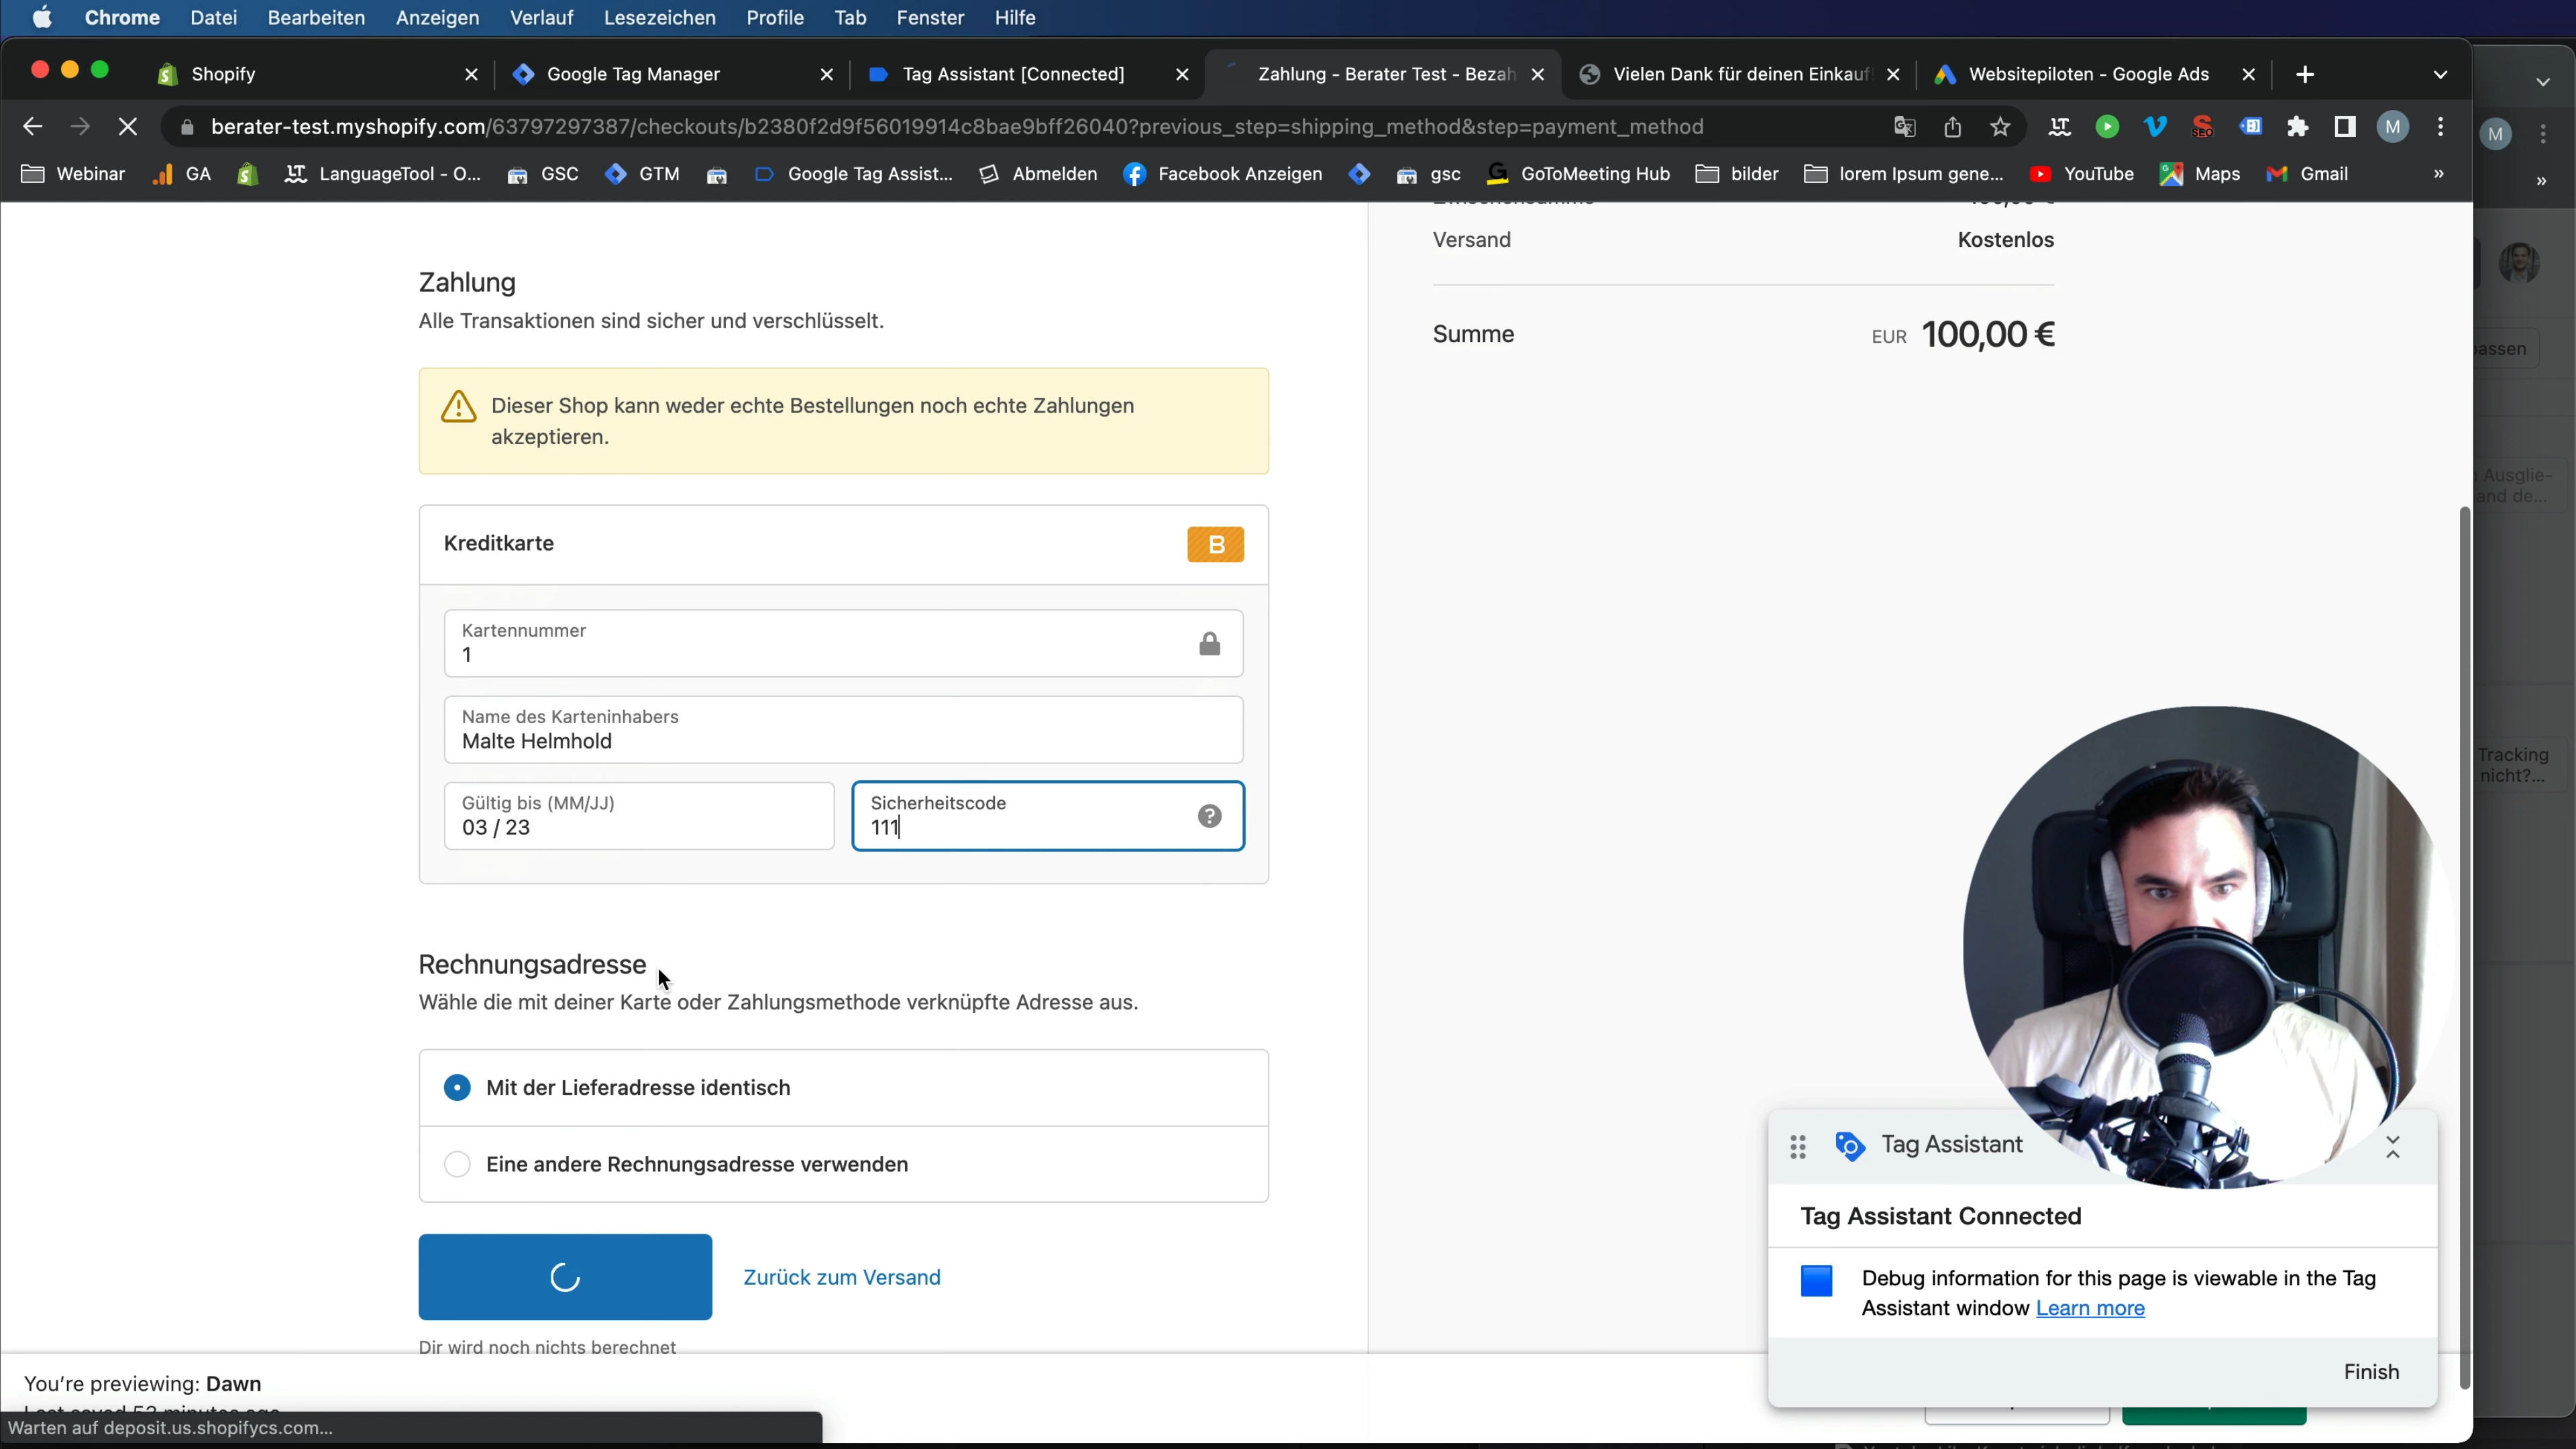 Chrome Datei Bearbeiten Anzeigen Verlauf Lesezeichen Profile Tab Fenster Hilfe
Shopify
Google Tag Manager
Tag Assistant [Connected]
Zahlung - Berater Test - Bezah
Vielen Dank für deinen Einkauf
Websitepiloten - Google Ads
berater-test.myshopify.com/63797297387/checkouts/b2380f2d9f56019914c8bae9bff26040?previous_step=shipping_method&step=payment_method
M
M
Webinar GA LanguageTool - O... GSC GTM Google Tag Assist... Abmelden Facebook Anzeigen gsc GoToMeeting Hub bilder lorem Ipsum gene... YouTube Maps Gmail »
»
Versand Kostenlos
Summe EUR 100,00 €
Zahlung
Alle Transaktionen sind sicher und verschlüsselt.
Dieser Shop kann weder echte Bestellungen noch echte Zahlungen
akzeptieren.
Kreditkarte B
Kartennummer
1
Name des Karteninhabers
Malte Helmhold
Gültig bis (MM/JJ)
03 / 23
Sicherheitscode
111
?
Rechnungsadresse
Wähle die mit deiner Karte oder Zahlungsmethode verknüpfte Adresse aus.
Mit der Lieferadresse identisch
Eine andere Rechnungsadresse verwenden
Zurück zum Versand
Dir wird noch nichts berechnet
You're previewing: Dawn
Warten auf deposit.us.shopifycs.com...
Tag Assistant
Tag Assistant Connected
Debug information for this page is viewable in the Tag
Assistant window Learn more
Finish
Ausglie-
and de...
Tracking
nicht?...